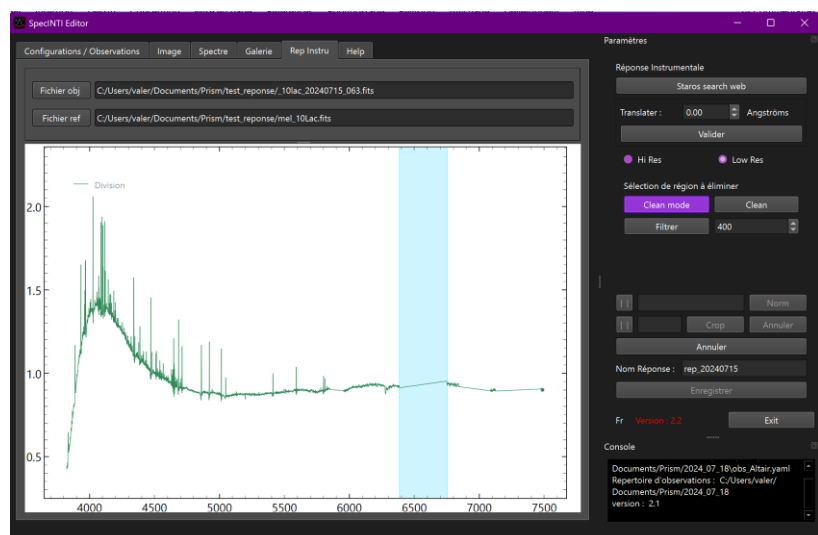 SpecINTI Editor
Configurations / Observations Image Spectre Galerie Rep Instru Help
Fichier obj C:/Users/valer/Documents/Prism/test_reponse/_10lac_20240715_063.fits
Fichier ref C:/Users/valer/Documents/Prism/test_reponse/mel_10Lac.fits
Division
2.0
1.5
1.0
0.5
4000 4500 5000 5500 6000 6500 7000 7500
Paramètres
Réponse Instrumentale
Staros search web
Translater : 0.00 Angströms
Valider
Hi Res Low Res
Sélection de région à éliminer
Clean mode Clean
Filtrer 400
[ ] Norm
[ ] Crop Annuler
Annuler
Nom Réponse : rep_20240715
Enregistrer
Fr Version : 2.2 Exit
Console
Documents/Prism/2024_07_18\obs_Altair.yaml
Repertoire d'observations : C:/Users/valer/
Documents/Prism/2024_07_18
version : 2.1